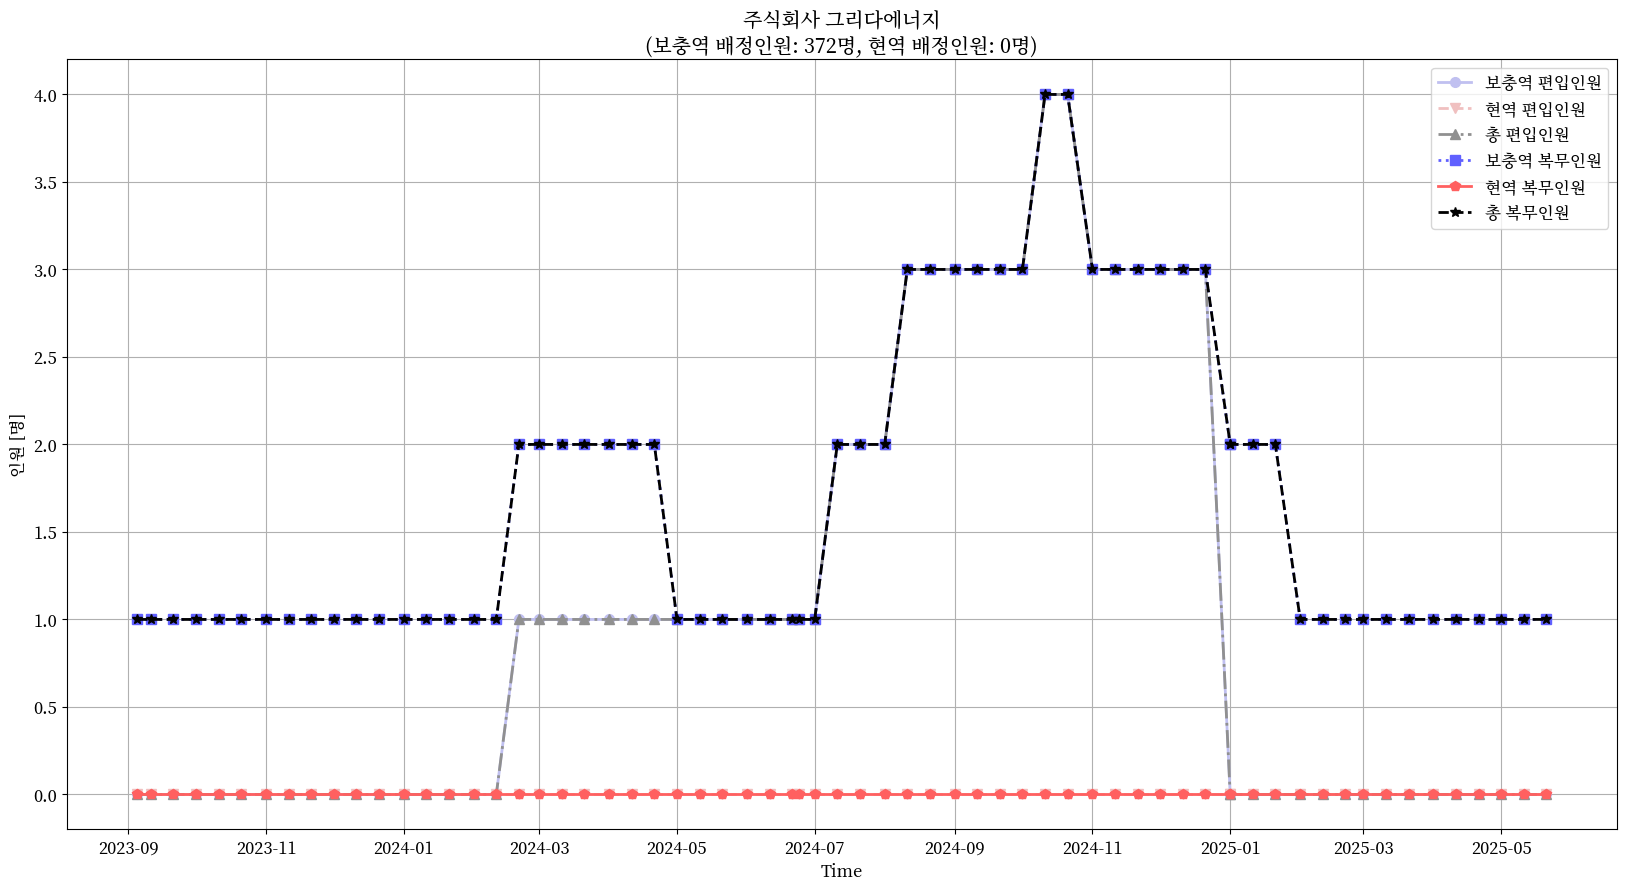 주식회사 그리다에너지
(보충역 배정인원: 372명, 현역 배정인원: 0명)
보충역 편입인원
현역 편입인원
총 편입인원
보충역 복무인원
현역 복무인원
총 복무인원
인원 [명]
4.0
3.5
3.0
2.5
2.0
1.5
1.0
0.5
0.0
2023-09 2023-11 2024-01 2024-03 2024-05 2024-07 2024-09 2024-11 2025-01 2025-03 2025-05
Time